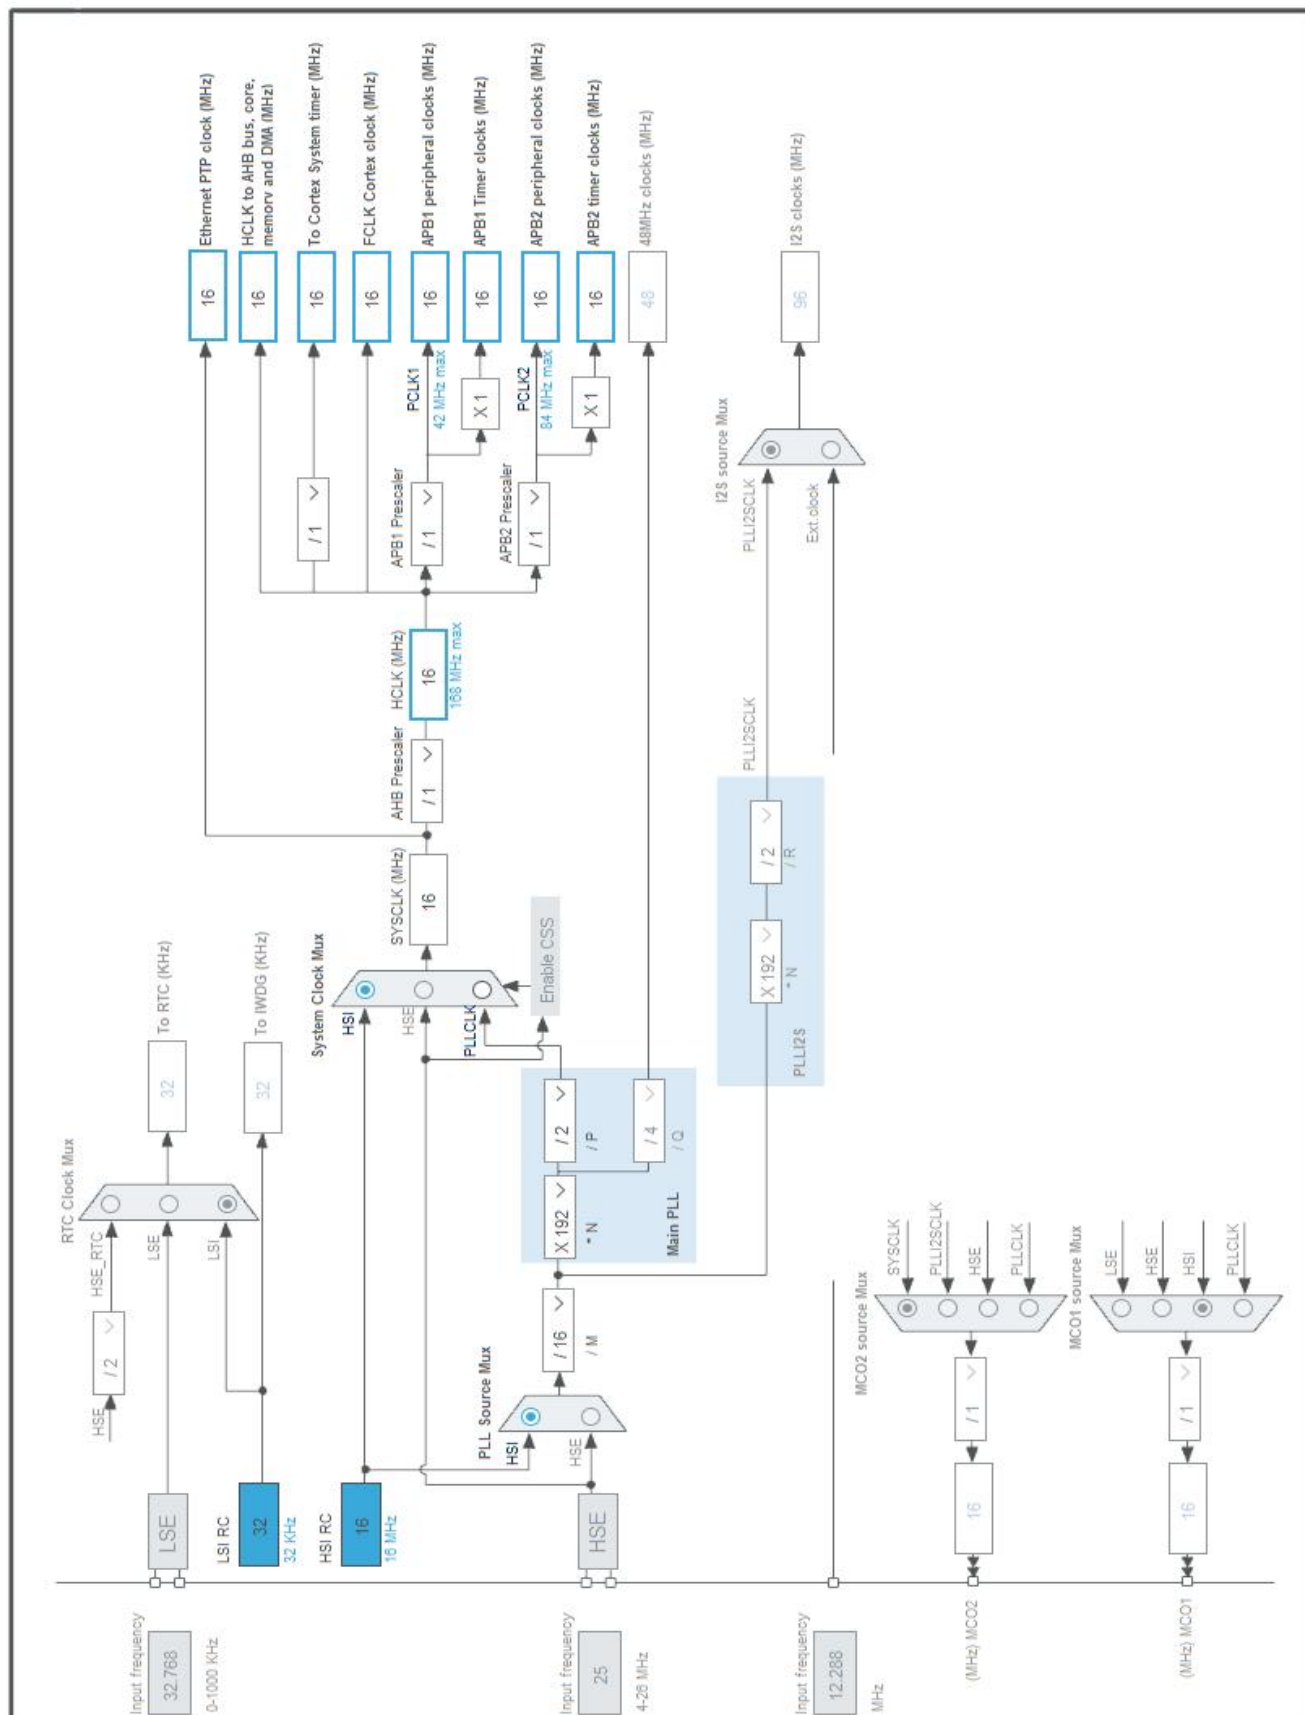 Input frequency
32.768
0-1000 KHz
LSE
LSI RC
32
32 KHz
HSI RC
16
16 MHz
Input frequency
25
4-26 MHz
HSE
Input frequency
12.288
MHz
HSE
/ 2
HSE_RTC
LSE
LSI
RTC Clock Mux
32
To RTC (KHz)
32
To IWDG (KHz)
PLL Source Mux
HSI
HSE
/ 16
/ M
X 192
* N
/ 2
/ P
/ 4
/ Q
Main PLL
System Clock Mux
HSI
HSE
PLLCLK
Enable CSS
SYSCLK (MHz)
16
AHB Prescaler
/ 1
HCLK (MHz)
16
168 MHz max
/ 1
APB1 Prescaler
/ 1
APB2 Prescaler
/ 1
PCLK1
42 MHz max
X 1
PCLK2
84 MHz max
X 1
16
Ethernet PTP clock (MHz)
16
HCLK to AHB bus, core,
memory and DMA (MHz)
16
To Cortex System timer (MHz)
16
FCLK Cortex clock (MHz)
16
APB1 peripheral clocks (MHz)
16
APB1 Timer clocks (MHz)
16
APB2 peripheral clocks (MHz)
16
APB2 timer clocks (MHz)
48
48MHz clocks (MHz)
PLLI2S
X 192
* N
/ 2
/ R
PLLI2SCLK
PLLI2SCLK
Ext.clock
I2S source Mux
96
I2S clocks (MHz)
(MHz) MCO2
16
/ 1
MCO2 source Mux
SYSCLK
PLLI2SCLK
HSE
PLLCLK
(MHz) MCO1
16
/ 1
MCO1 source Mux
LSE
HSE
HSI
PLLCLK